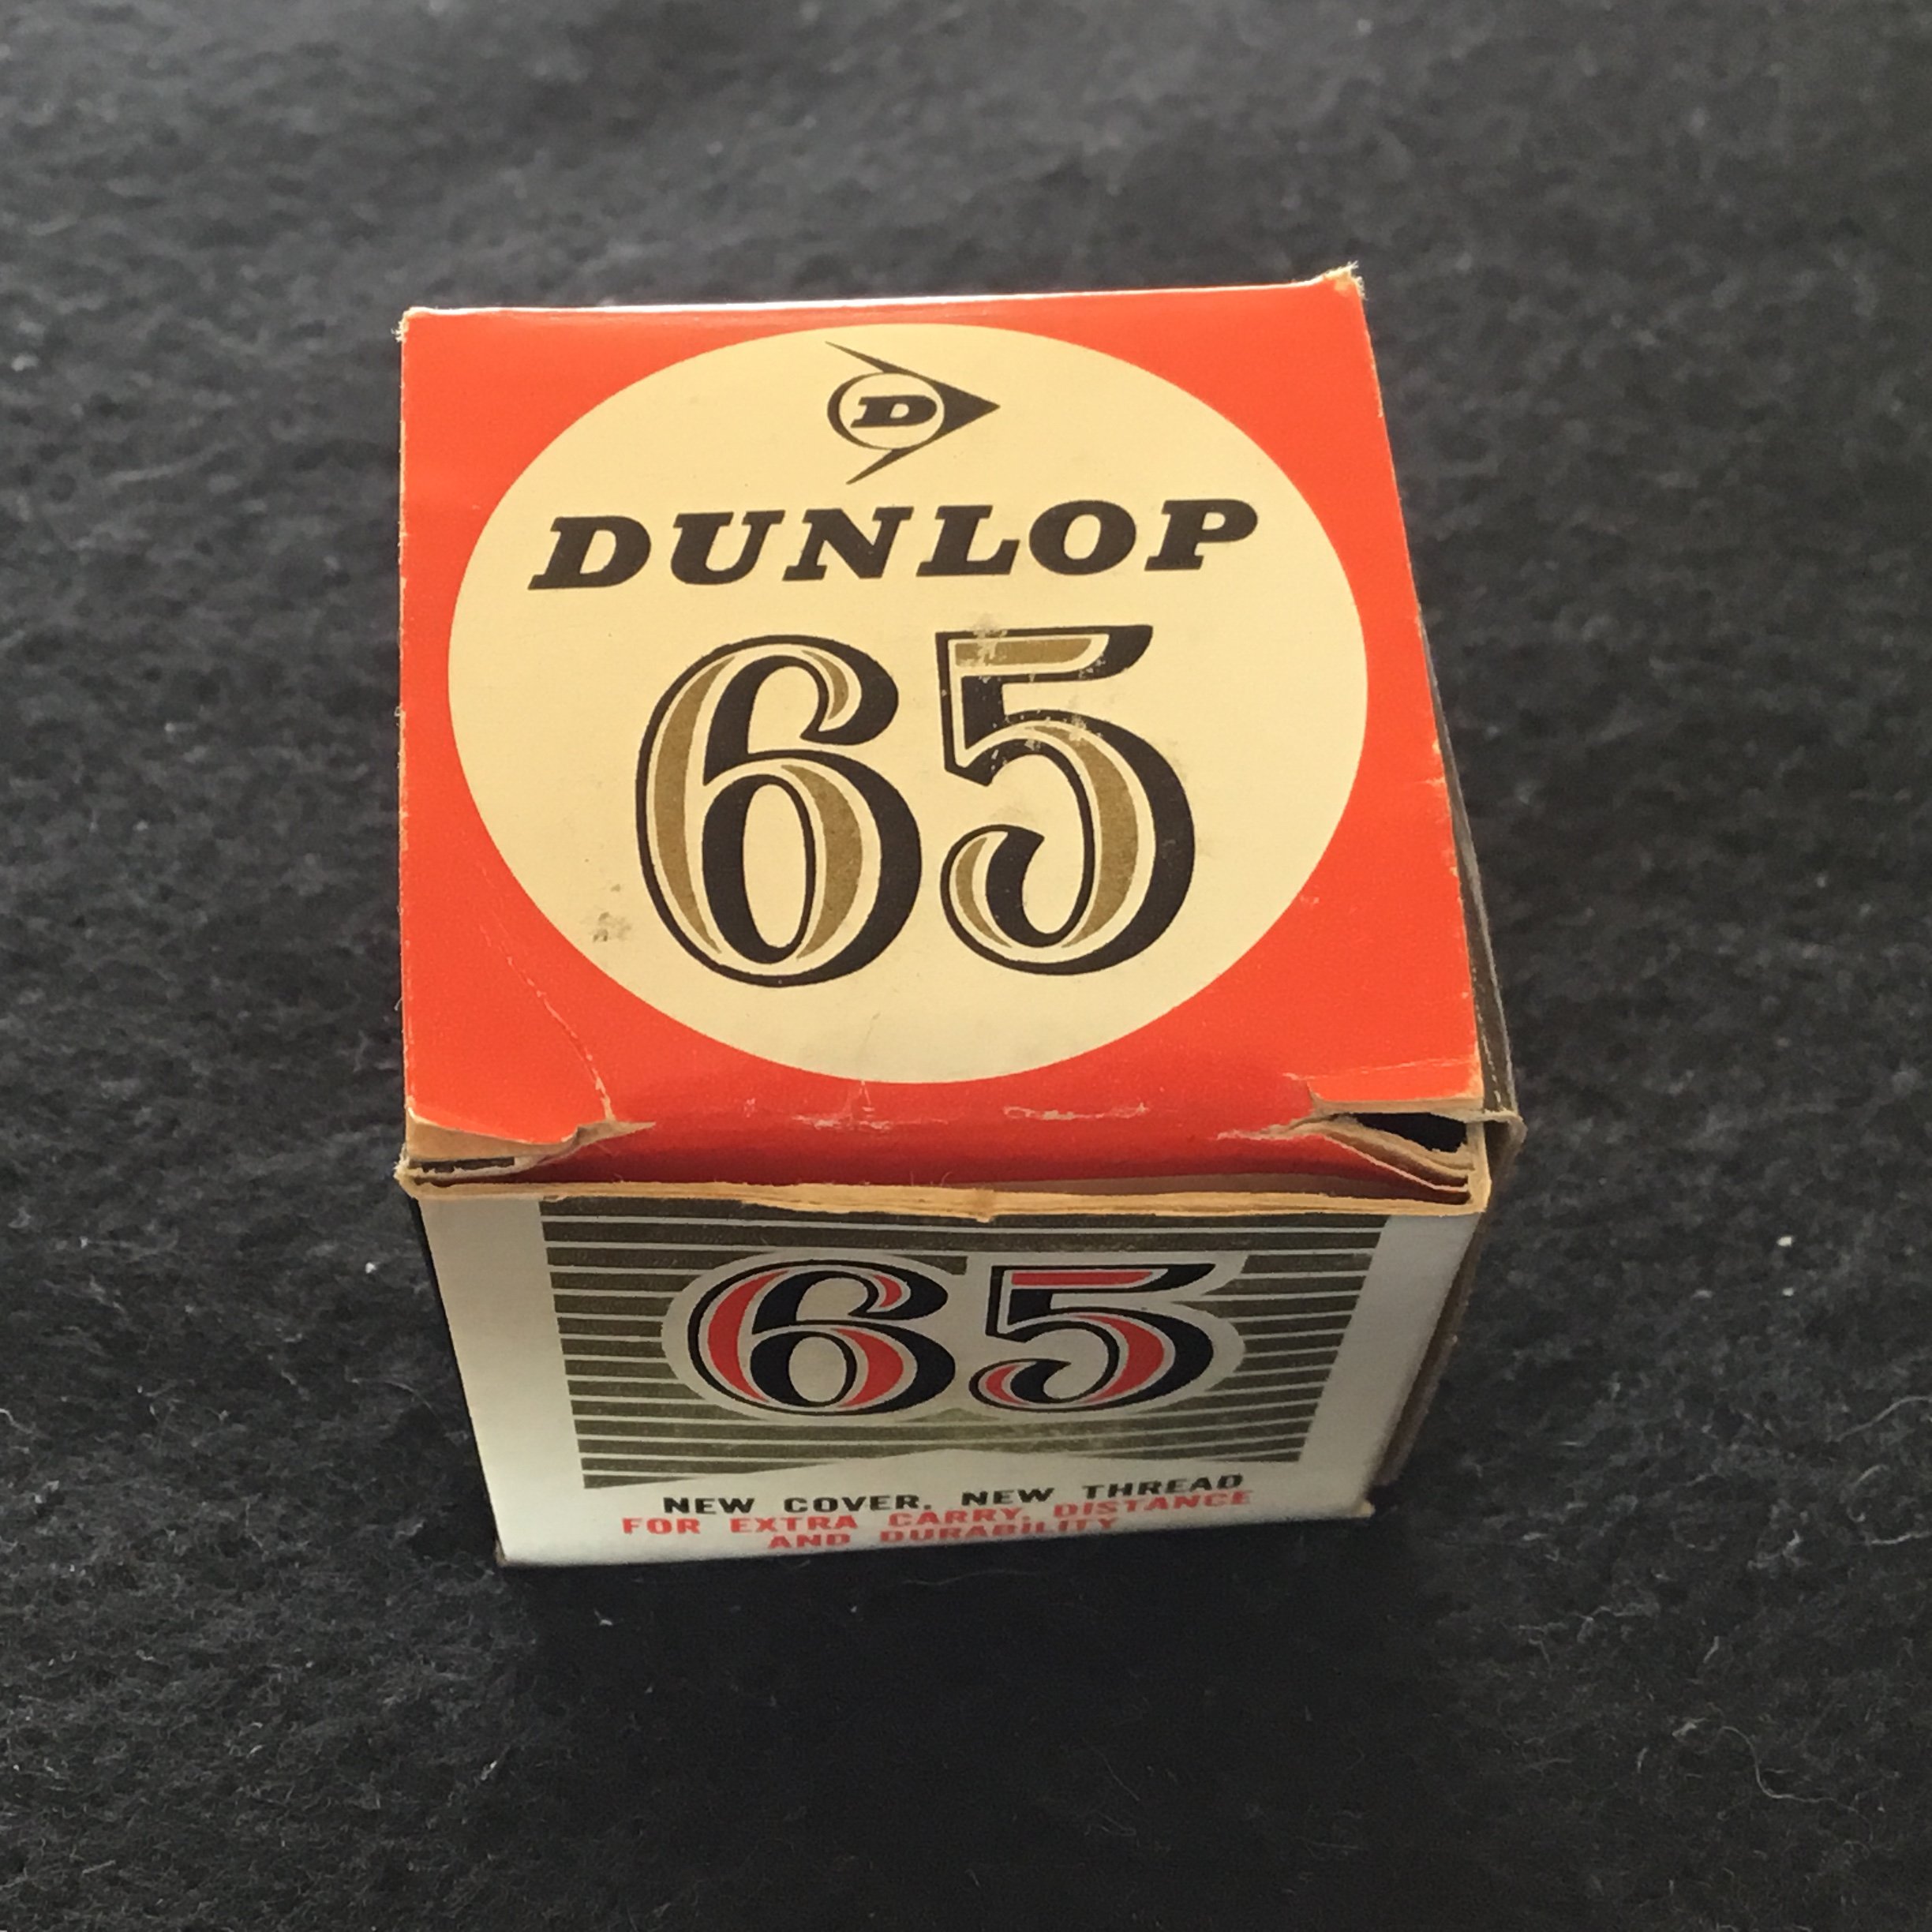 D
DUNLOP
65
65
NEW COVER. NEW THREAD
FOR EXTRA CARRY, DISTANCE
AND DURABILITY